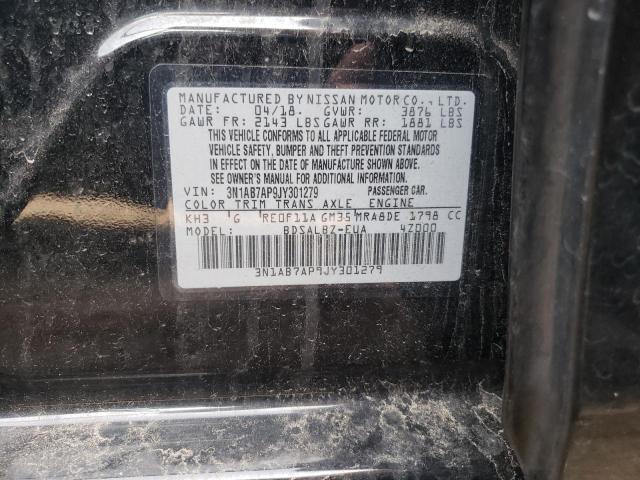 MANUFACTURED BY NISSAN MOTOR CO., LTD.
DATE: 04/18. GVWR: 3876 LBS
GAWR FR: 2143 LBS GAWR RR: 1881 LBS
THIS VEHICLE CONFORMS TO ALL APPLICABLE FEDERAL MOTOR
VEHICLE SAFETY, BUMPER AND THEFT PREVENTION STANDARDS
IN EFFECT ON THE DATE OF MANUFACTURE SHOWN ABOVE.
SEE OWNER'S MANUAL FOR ADDITIONAL INFORMATION.
VIN: 3N1AB7AP9JY301279 PASSENGER CAR.
COLOR TRIM TRANS AXLE ENGINE
KH3 G RE0F11A GM35 MRA8DE 1798 CC
MODEL: BDSALBZ-EUA 4Z000
3N1AB7AP9JY301279